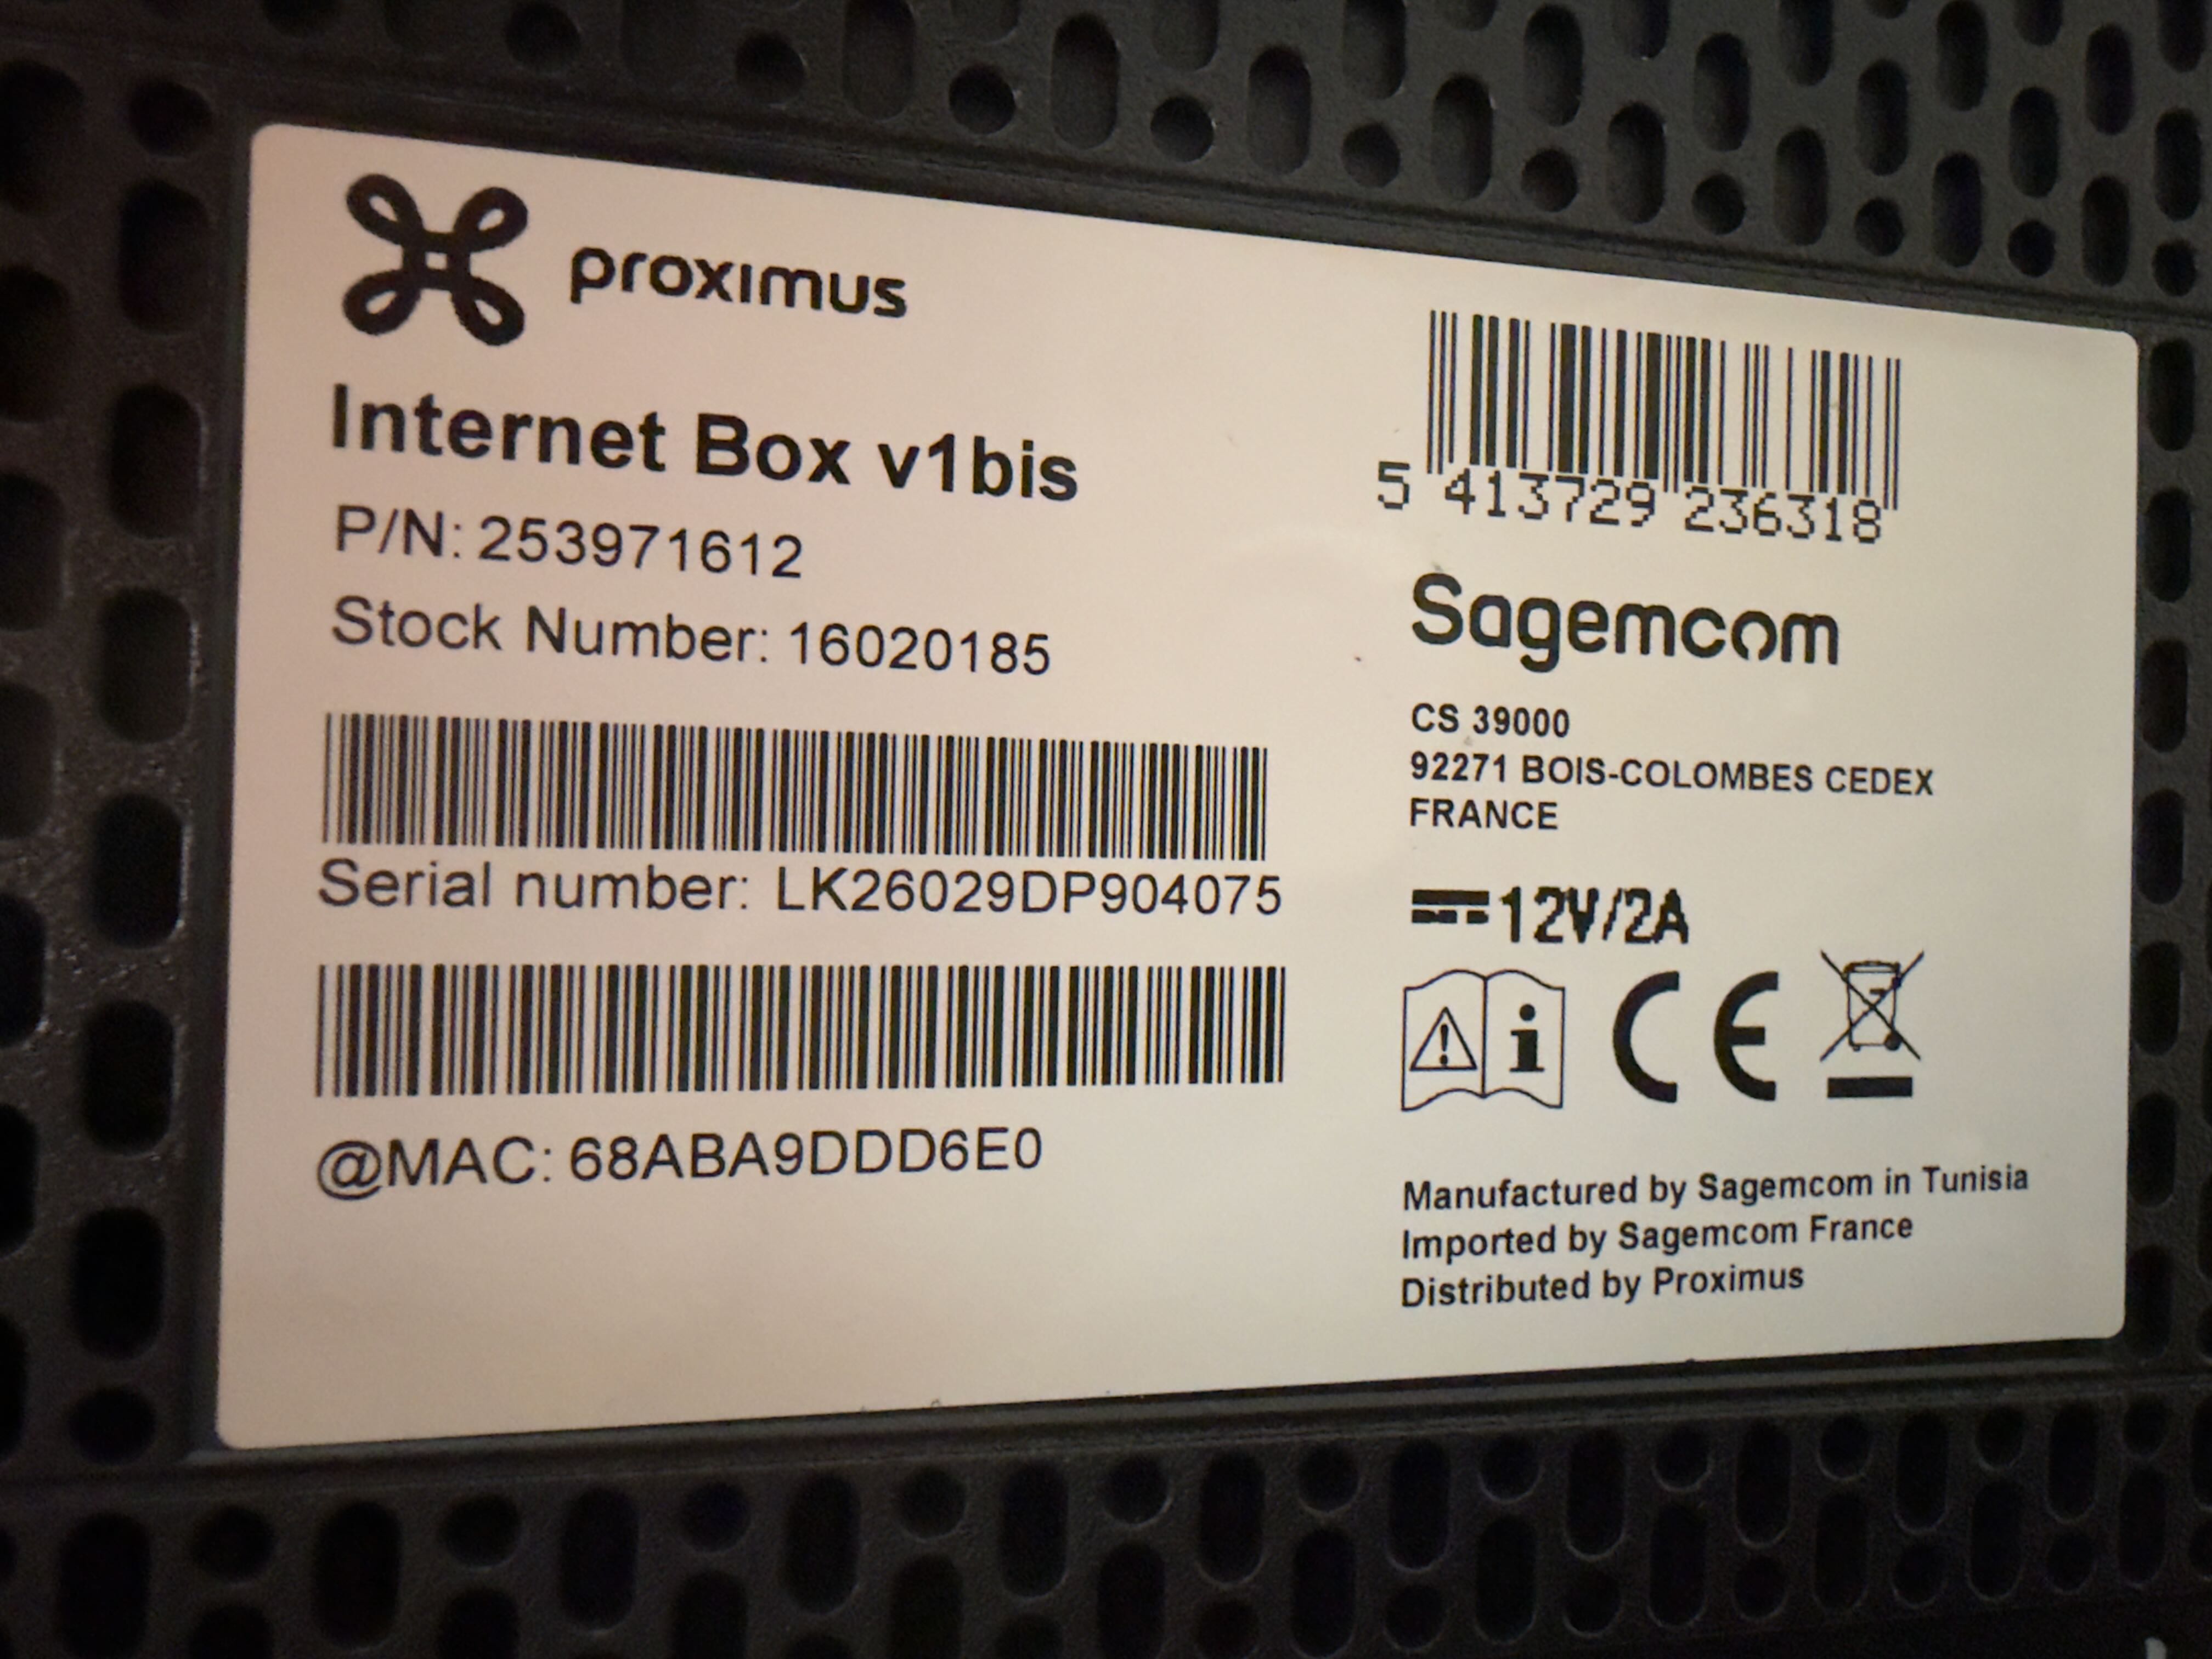 proximus
Internet Box v1bis
P/N: 253971612
Stock Number: 16020185
Serial number: LK26029DP904075
@MAC: 68ABA9DDD6E0
5 413729 236318
Sagemcom
CS 39000
92271 BOIS-COLOMBES CEDEX
FRANCE
12V/2A
i
CE
Manufactured by Sagemcom in Tunisia
Imported by Sagemcom France
Distributed by Proximus